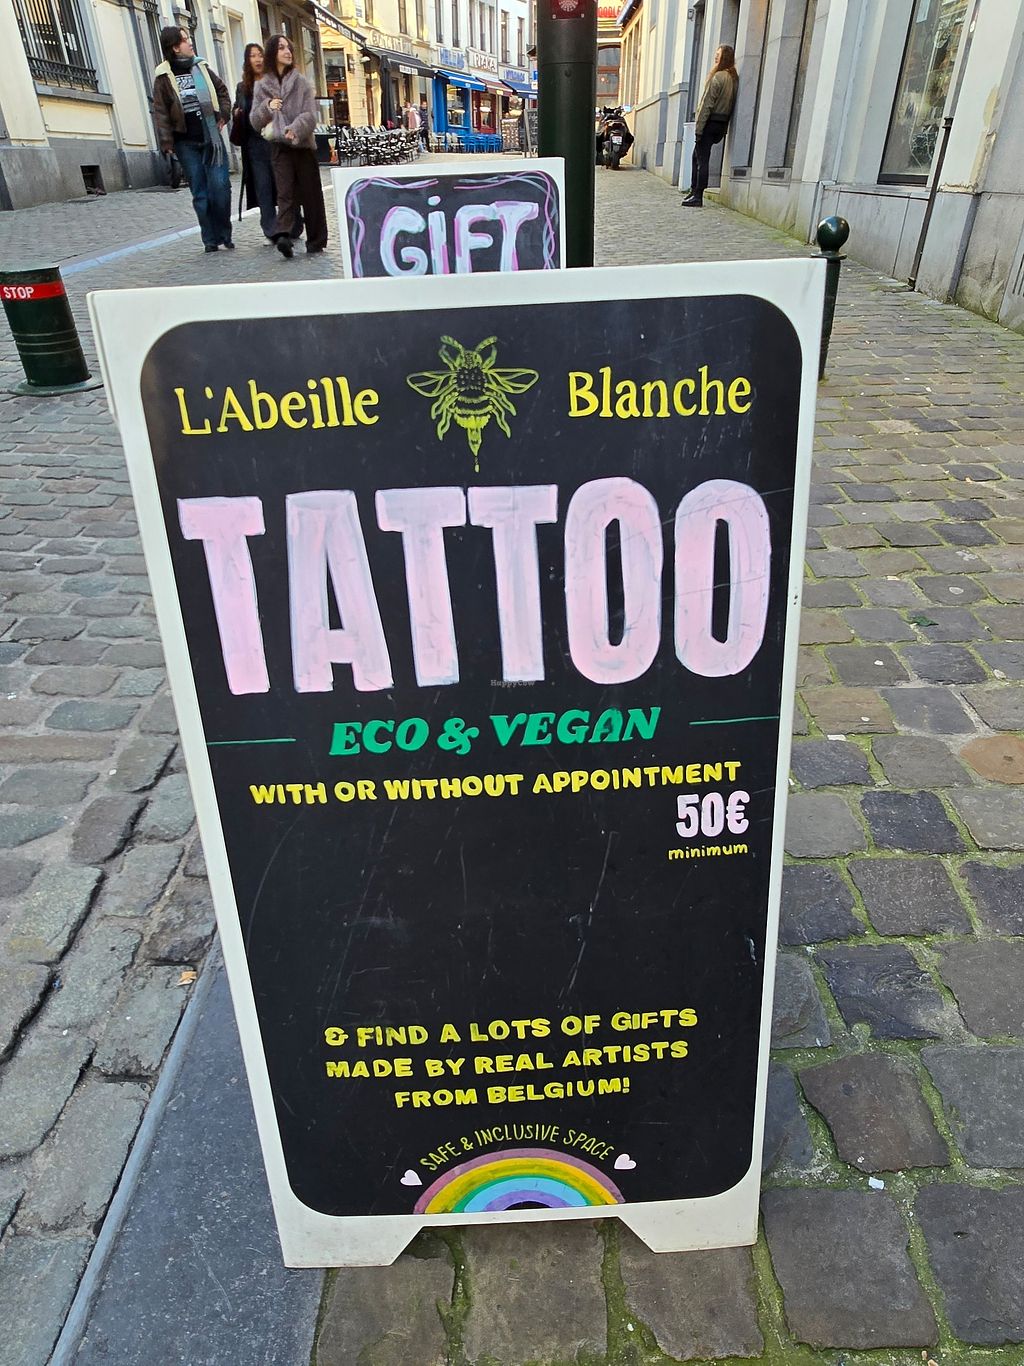 GiFT
STOP
L'Abeille Blanche
TATTOO
ECO & VEGAN
WITH OR WITHOUT APPOINTMENT
50€
minimum
& FIND A LOTS OF GIFTS
MADE BY REAL ARTISTS
FROM BELGIUM!
SAFE & INCLUSIVE SPACE
HappyCow